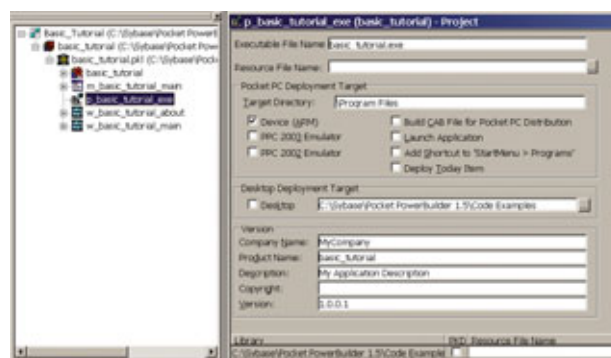 Basic_Tutorial (C:\Sybase\Pocket PowerB
basic_tutorial (C:\Sybase\Pocket Pow
basic_tutorial.pkl (C:\Sybase\Pock
basic_tutorial
m_basic_tutorial_main
p_basic_tutorial_exe
w_basic_tutorial_about
w_basic_tutorial_main
p_basic_tutorial_exe (basic_tutorial) - Project
Executable File Name: basic_tutorial.exe
Resource File Name:
Pocket PC Deployment Target
Target Directory: \Program Files
Device (ARM)
Build CAB File for Pocket PC Distribution
PPC 2003 Emulator
Launch Application
PPC 2002 Emulator
Add Shortcut to 'StartMenu > Programs'
Deploy Today Item
Desktop Deployment Target
Desktop C:\Sybase\Pocket PowerBuilder 1.5\Code Examples
Version
Company Name: MyCompany
Product Name: basic_tutorial
Description: My Application Description
Copyright:
Version: 1.0.0.1
Library PKD Resource File Name
C:\Sybase\Pocket PowerBuilder 1.5\Code Example